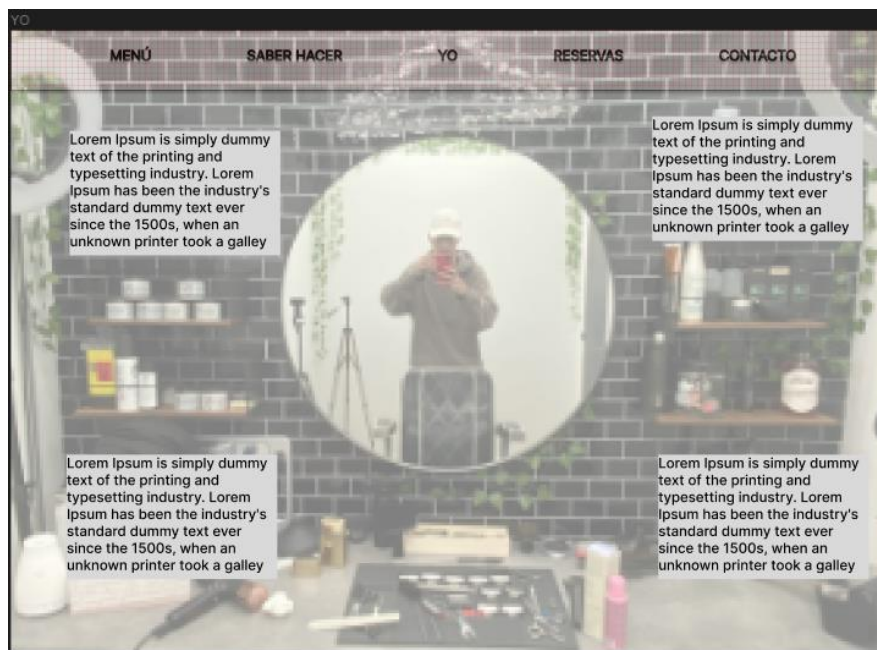 YO
MENÚ SABER HACER YO RESERVAS CONTACTO
Lorem Ipsum is simply dummy
text of the printing and
typesetting industry. Lorem
Ipsum has been the industry's
standard dummy text ever
since the 1500s, when an
unknown printer took a galley
Lorem Ipsum is simply dummy
text of the printing and
typesetting industry. Lorem
Ipsum has been the industry's
standard dummy text ever
since the 1500s, when an
unknown printer took a galley
Lorem Ipsum is simply dummy
text of the printing and
typesetting industry. Lorem
Ipsum has been the industry's
standard dummy text ever
since the 1500s, when an
unknown printer took a galley
Lorem Ipsum is simply dummy
text of the printing and
typesetting industry. Lorem
Ipsum has been the industry's
standard dummy text ever
since the 1500s, when an
unknown printer took a galley